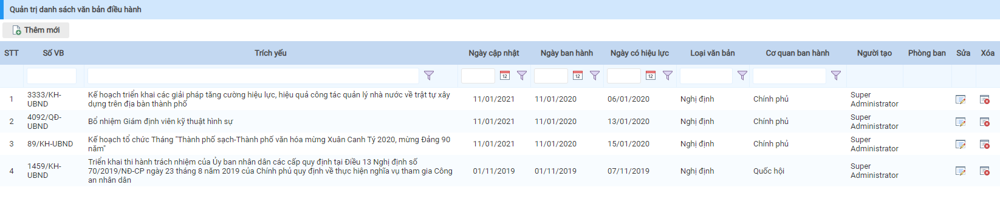 Quản trị danh sách văn bản điều hành
Thêm mới
STT Số VB Trích yếu Ngày cập nhật Ngày ban hành Ngày có hiệu lực Loại văn bản Cơ quan ban hành Người tạo Phòng ban Sửa Xóa
12 12 12
1 3333/KH-UBND Kế hoạch triển khai các giải pháp tăng cường hiệu lực, hiệu quả công tác quản lý nhà nước về trật tự xây dựng trên địa bàn thành phố 11/01/2021 11/01/2020 06/01/2020 Nghị định Chính phủ Super Administrator
2 4092/QĐ-UBND Bổ nhiệm Giám định viên kỹ thuật hình sự 11/01/2021 11/01/2020 13/01/2020 Nghị định Chính phủ Super Administrator
3 89/KH-UBND Kế hoạch tổ chức Tháng "Thành phố sạch-Thành phố văn hóa mừng Xuân Canh Tý 2020, mừng Đảng 90 năm" 11/01/2021 11/01/2020 15/01/2020 Nghị định Chính phủ Super Administrator
4 1459/KH-UBND Triển khai thi hành trách nhiệm của Ủy ban nhân dân các cấp quy định tại Điều 13 Nghị định số 70/2019/NĐ-CP ngày 23 tháng 8 năm 2019 của Chính phủ quy định về thực hiện nghĩa vụ tham gia Công an nhân dân 01/11/2019 01/11/2019 07/11/2019 Nghị định Quốc hội Super Administrator